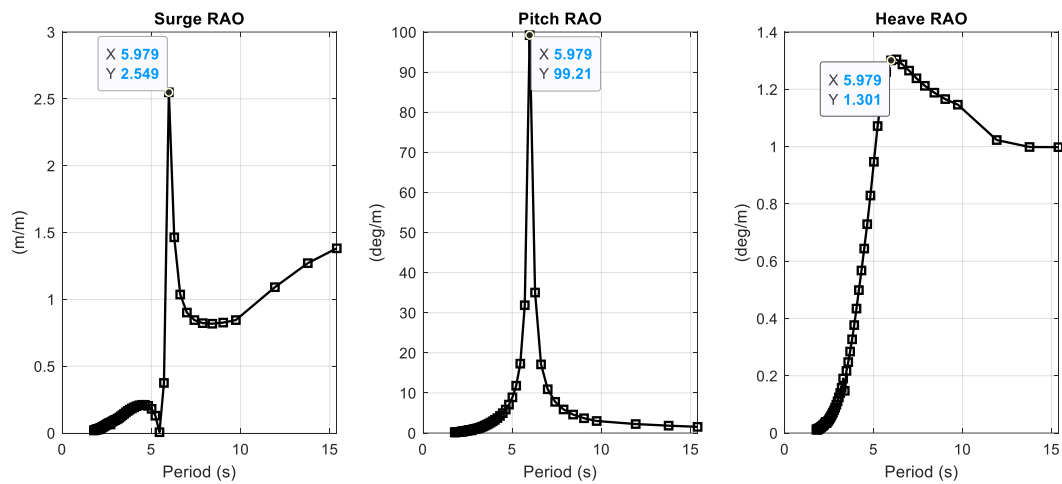 Surge RAO
3
2.5
2
1.5
1
0.5
0
(m/m)
X 5.979
Y 2.549
0
5
10
15
Period (s)
Pitch RAO
100
90
80
70
60
50
40
30
20
10
0
(deg/m)
X 5.979
Y 99.21
0
5
10
15
Period (s)
Heave RAO
1.4
1.2
1
0.8
0.6
0.4
0.2
0
(deg/m)
X 5.979
Y 1.301
0
5
10
15
Period (s)